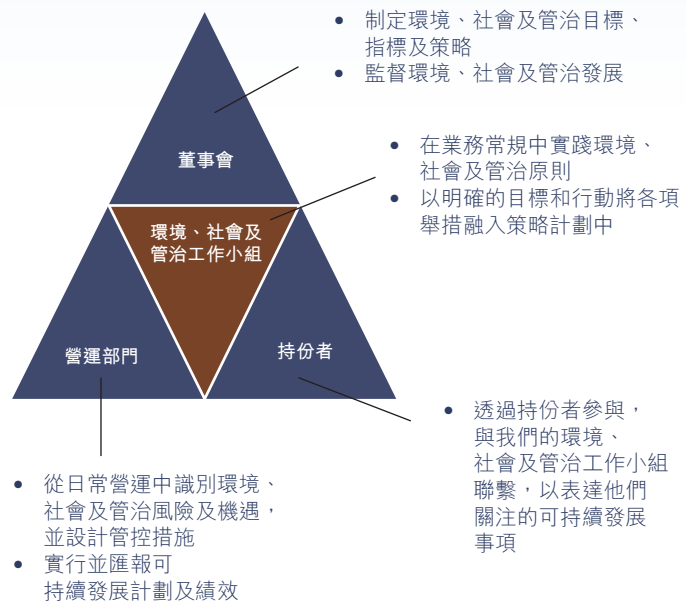 • 制定環境、社會及管治目標、
指標及策略
• 監督環境、社會及管治發展
董事會
• 在業務常規中實踐環境、
社會及管治原則
• 以明確的目標和行動將各項
舉措融入策略計劃中
環境、社會及
管治工作小組
營運部門
持份者
• 透過持份者參與，
與我們的環境、
社會及管治工作小組
聯繫，以表達他們
關注的可持續發展
事項
• 從日常營運中識別環境、
社會及管治風險及機遇，
並設計管控措施
• 實行並匯報可
持續發展計劃及績效